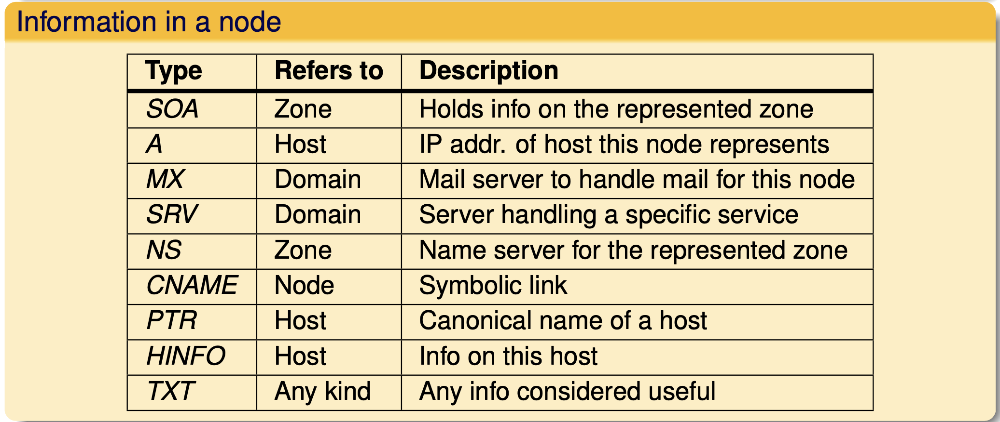 Information in a node
Type Refers to Description
SOA Zone Holds info on the represented zone
A Host IP addr. of host this node represents
MX Domain Mail server to handle mail for this node
SRV Domain Server handling a specific service
NS Zone Name server for the represented zone
CNAME Node Symbolic link
PTR Host Canonical name of a host
HINFO Host Info on this host
TXT Any kind Any info considered useful